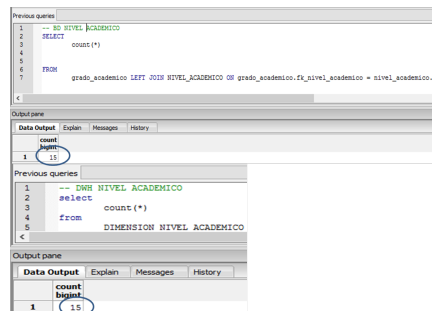 Previous queries
1 -- BD NIVEL ACADEMICO
2 SELECT
3 count(*)
4
5
6 FROM
7 grado_academico LEFT JOIN NIVEL_ACADEMICO ON grado_academico.fk_nivel_academico = nivel_academico.
<
Output pane
Data Output Explain Messages History
count
bigint
1 15
Previous queries
1 -- DWH NIVEL ACADEMICO
2 select
3 count(*)
4 from
5 DIMENSION_NIVEL_ACADEMICO
<
Output pane
Data Output Explain Messages History
count
bigint
1 15